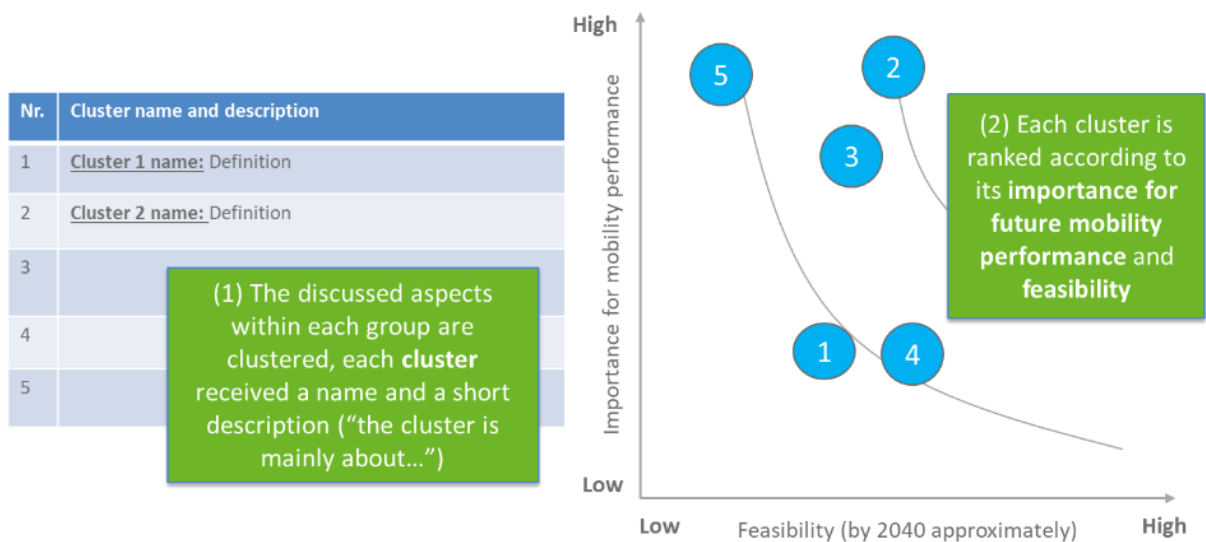 Nr. Cluster name and description
1 Cluster 1 name: Definition
2 Cluster 2 name: Definition
3
4
5
(1) The discussed aspects
within each group are
clustered, each cluster
received a name and a short
description (“the cluster is
mainly about...”)
High
Importance for mobility performance
Low
5
2
3
1
4
(2) Each cluster is
ranked according to
its importance for
future mobility
performance and
feasibility
Low
Feasibility (by 2040 approximately)
High